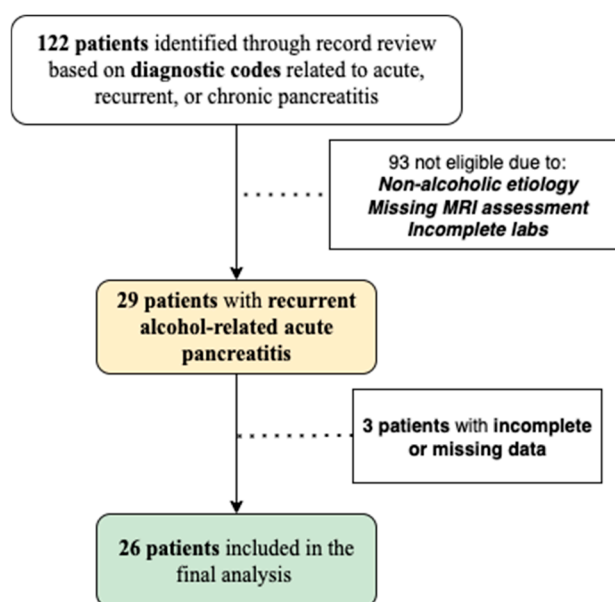 122 patients identified through record review
based on diagnostic codes related to acute,
recurrent, or chronic pancreatitis
93 not eligible due to:
Non-alcoholic etiology
Missing MRI assessment
Incomplete labs
29 patients with recurrent
alcohol-related acute
pancreatitis
3 patients with incomplete
or missing data
26 patients included in the
final analysis